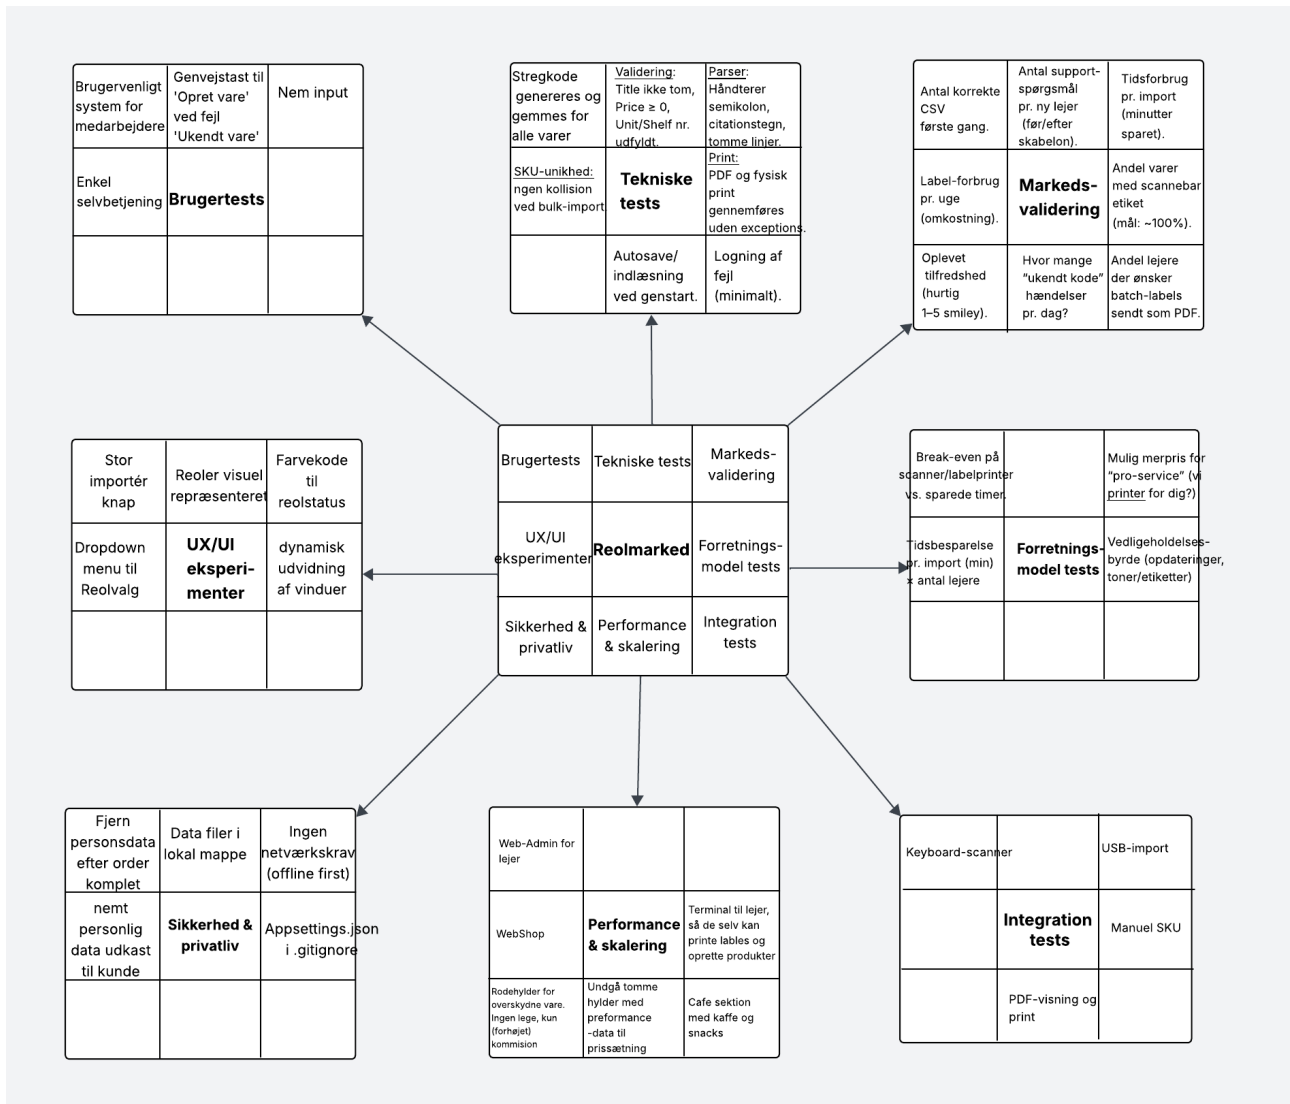 Brugervenligt
system for
medarbejdere
Genvejstast til
'Opret vare'
ved fejl
'Ukendt vare'
Nem input
Enkel
selvbetjening
Brugertests
Stregkode
genereres og
gemmes for
alle varer
Validering:
Title ikke tom,
Price ≥ 0,
Unit/Shelf nr.
udfyldt.
Parser:
Håndterer
semikolon,
citationstegn,
tomme linjer.
SKU-unikhed:
ngen kollision
ved bulk-import
Tekniske
tests
Print:
PDF og fysisk
print
gennemføres
uden exceptions.
Autosave/
indlæsning
ved genstart.
Logning af
fejl
(minimalt).
Antal korrekte
CSV
første gang.
Antal support-
spørgsmål
pr. ny lejer
(før/efter
skabelon).
Tidsforbrug
pr. import
(minutter
sparet).
Label-forbrug
pr. uge
(omkostning).
Markeds-
validering
Andel varer
med scannebar
etiket
(mål: ~100%).
Oplevet
tilfredshed
(hurtig
1–5 smiley).
Hvor mange
“ukendt kode”
hændelser
pr. dag?
Andel lejere
der ønsker
batch-labels
sendt som PDF.
Stor
importér
knap
Reoler visuel
repræsenteret
Farvekode
til
reolstatus
Dropdown
menu til
Reolvalg
UX/UI
eksperi-
menter
dynamisk
udvidning
af vinduer
Brugertests
Tekniske tests
Markeds-
validering
UX/UI
eksperimenter
Reolmarked
Forretnings-
model tests
Sikkerhed &
privatliv
Performance
& skalering
Integration
tests
Break-even på
scanner/labelprinter
vs. sparede timer.
Mulig merpris for
“pro-service” (vi
printer for dig?)
Tidsbesparelse
pr. import (min)
× antal lejere
Forretnings-
model tests
Vedligeholdelses-
byrde (opdateringer,
toner/etiketter)
Fjern
personsdata
efter order
komplet
Data filer i
lokal mappe
Ingen
netværkskrav
(offline first)
nemt
personlig
data udkast
til kunde
Sikkerhed &
privatliv
Appsettings.json
i .gitignore
Web-Admin for
lejer
WebShop
Performance
& skalering
Terminal til lejer,
så de selv kan
printe lables og
oprette produkter
Rodehylder for
overskydne vare.
Ingen lege, kun
(forhøjet)
kommision
Undgå tomme
hylder med
preformance
-data til
prissætning
Cafe sektion
med kaffe og
snacks
Keyboard-scanner
USB-import
Integration
tests
Manuel SKU
PDF-visning og
print